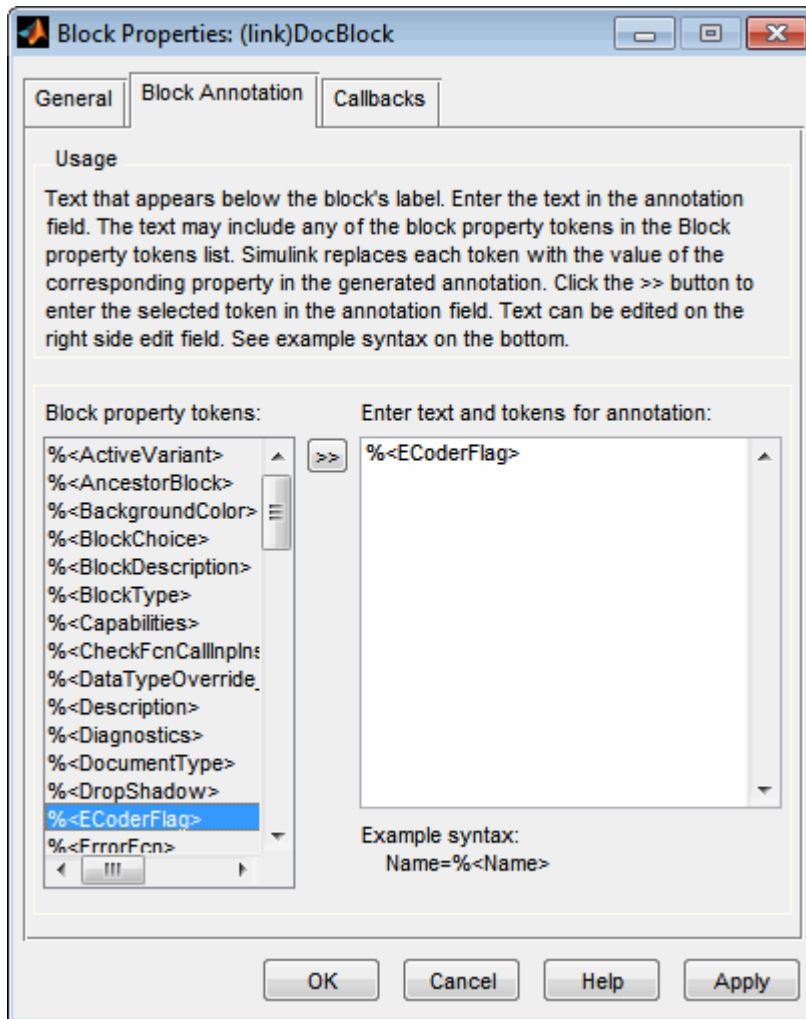 Block Properties: (link)DocBlock
General
Block Annotation
Callbacks
Usage
Text that appears below the block's label. Enter the text in the annotation
field. The text may include any of the block property tokens in the Block
property tokens list. Simulink replaces each token with the value of the
corresponding property in the generated annotation. Click the >> button to
enter the selected token in the annotation field. Text can be edited on the
right side edit field. See example syntax on the bottom.
Block property tokens:
%<ActiveVariant>
%<AncestorBlock>
%<BackgroundColor>
%<BlockChoice>
%<BlockDescription>
%<BlockType>
%<Capabilities>
%<CheckFcnCallInpIns
%<DataTypeOverride_
%<Description>
%<Diagnostics>
%<DocumentType>
%<DropShadow>
%<ECoderFlag>
%<ErrorFcn>
>>
Enter text and tokens for annotation:
%<ECoderFlag>
Example syntax:
Name=%<Name>
OK
Cancel
Help
Apply